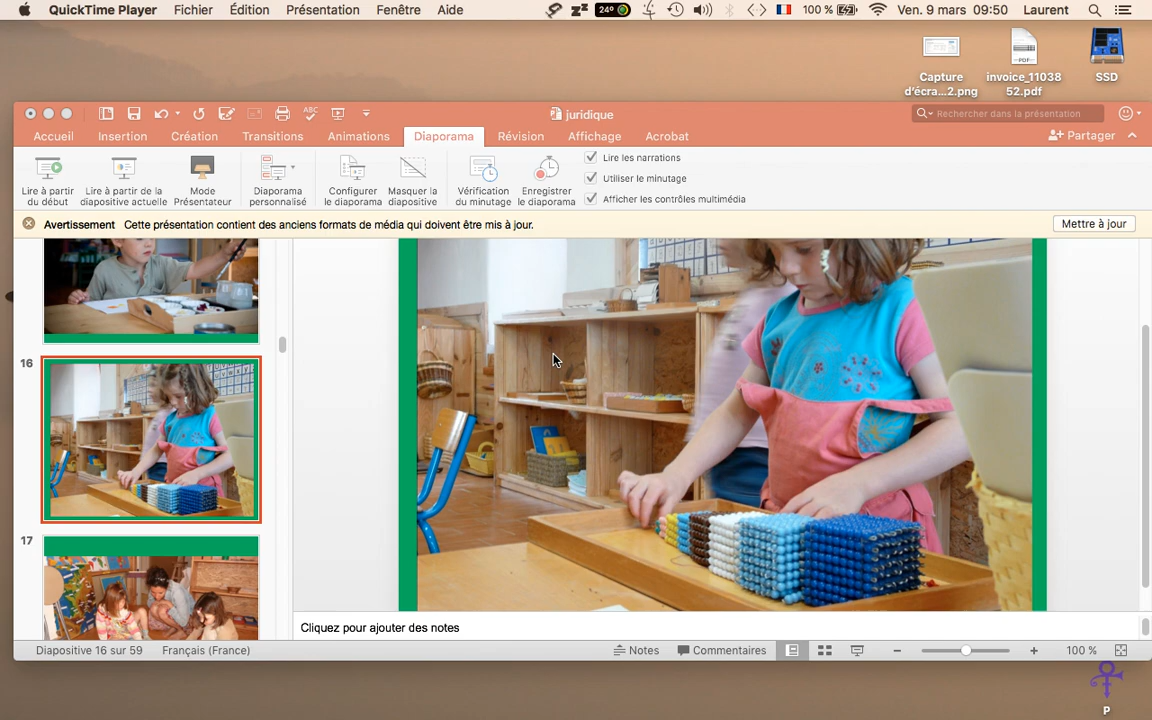 QuickTime Player Fichier Édition Présentation Fenêtre Aide 24° 100 % Ven. 9 mars 09:50 Laurent
Capture d'écra...2.png
invoice_11038 52.pdf
SSD
juridique
Rechercher dans la présentation
Accueil Insertion Création Transitions Animations Diaporama Révision Affichage Acrobat Partager
Lire à partir du début
Lire à partir de la diapositive actuelle
Mode Présentateur
Diaporama personnalisé
Configurer le diaporama
Masquer la diapositive
Vérification du minutage
Enregistrer le diaporama
Lire les narrations
Utiliser le minutage
Afficher les contrôles multimédia
Avertissement Cette présentation contient des anciens formats de média qui doivent être mis à jour. Mettre à jour
16
17
Cliquez pour ajouter des notes
Diapositive 16 sur 59 Français (France) Notes Commentaires 100 %
P